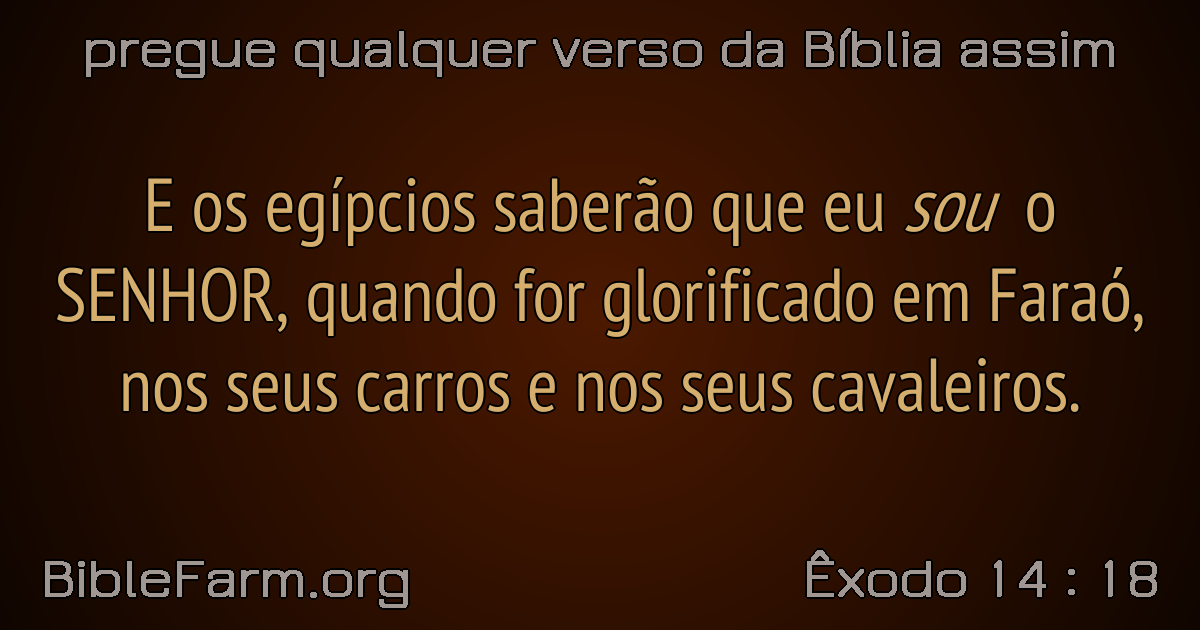 pregue qualquer verso da Bíblia assim
E os egípcios saberão que eu sou o
SENHOR, quando for glorificado em Faraó,
nos seus carros e nos seus cavaleiros.
BibleFarm.org
Êxodo 14 : 18